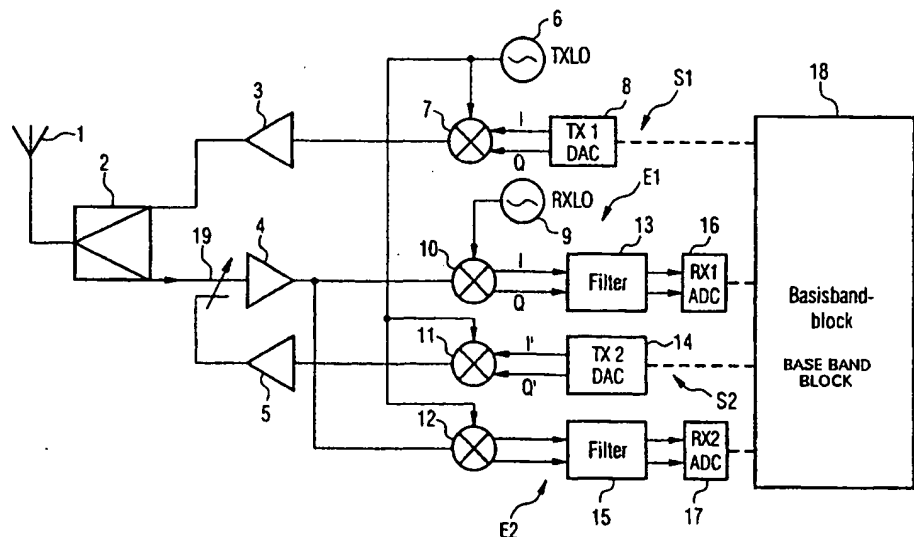 6
TXLO
3
7
I
Q
8
TX 1
DAC
S1
18
1
2
RXLO
9
E1
19
4
10
I
Q
13
Filter
16
RX1
ADC
Basisband-
block
BASE BAND
BLOCK
11
I'
Q'
TX 2
DAC
14
5
S2
12
Filter
15
RX2
ADC
17
E2